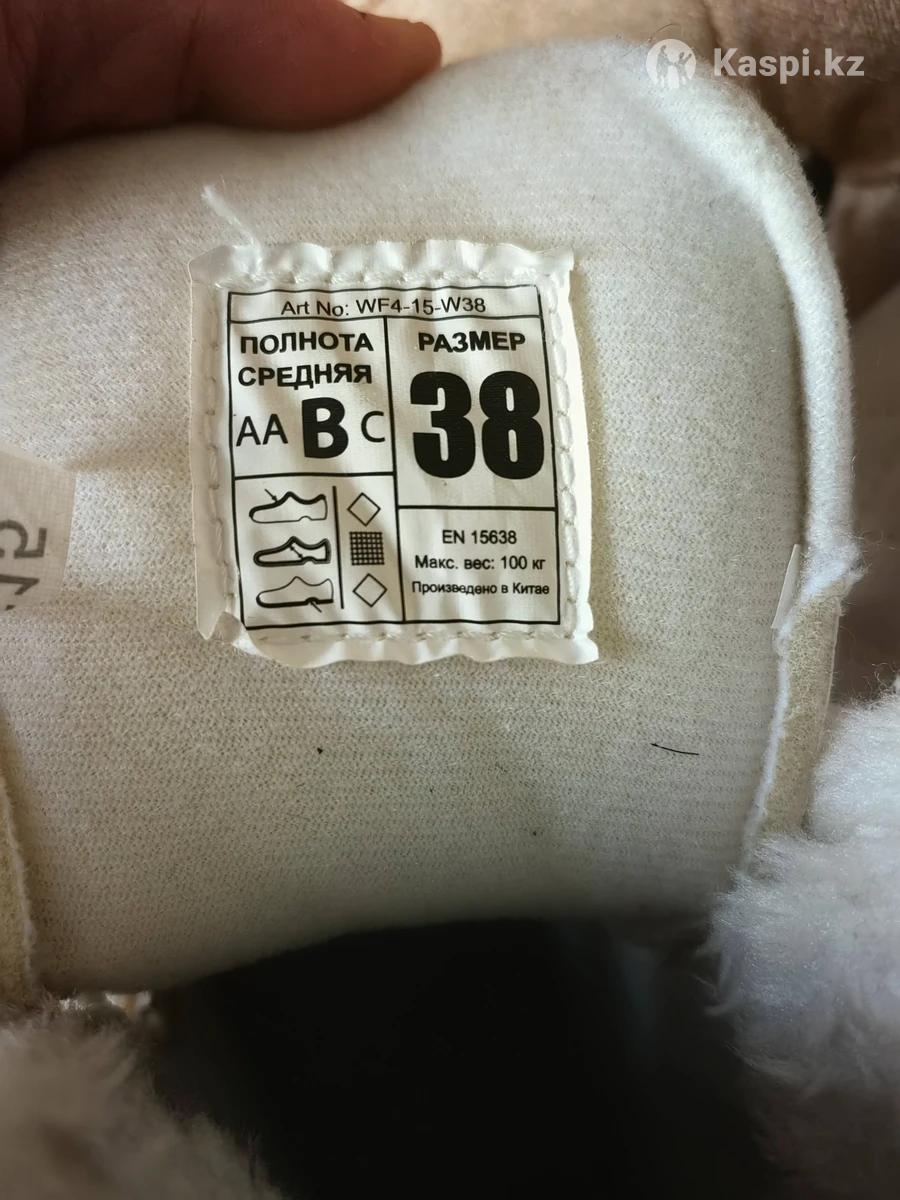 Kaspi.kz
Art No: WF4-15-W38
ПОЛНОТА
СРЕДНЯЯ
AA B C
РАЗМЕР
38
EN 15638
Макс. вес: 100 кг
Произведено в Китае